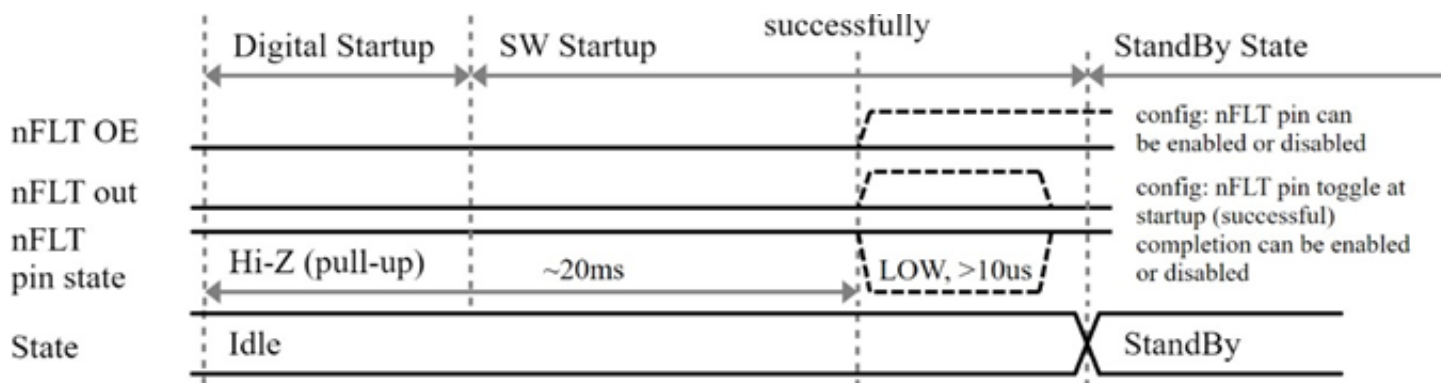 successfully
Digital Startup
SW Startup
StandBy State
nFLT OE
config: nFLT pin can
be enabled or disabled
nFLT out
config: nFLT pin toggle at
startup (successful)
completion can be enabled
or disabled
nFLT
pin state
Hi-Z (pull-up)
~20ms
LOW, >10us
State
Idle
StandBy